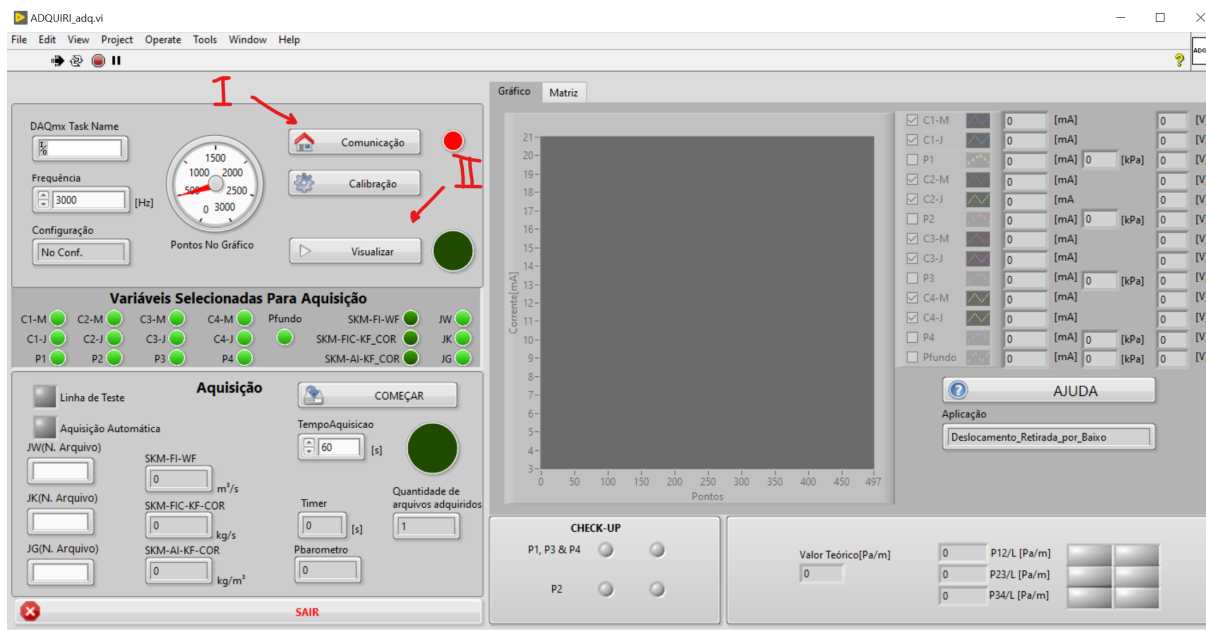 ADQUIRI_adq.vi
File Edit View Project Operate Tools Window Help
ADQ
I
II
DAQmx Task Name
Frequência
3000 [Hz]
Configuração
No Conf.
0 500 1000 1500 2000 2500 3000
Pontos No Gráfico
Comunicação
Calibração
Visualizar
Variáveis Selecionadas Para Aquisição
C1-M C2-M C3-M C4-M Pfundo SKM-FI-WF JW
C1-J C2-J C3-J C4-J SKM-FIC-KF_COR JK
P1 P2 P3 P4 SKM-AI-KF_COR JG
Aquisição
Linha de Teste
Aquisição Automática
COMEÇAR
TempoAquisicao
60 [s]
JW(N. Arquivo)
JK(N. Arquivo)
JG(N. Arquivo)
SKM-FI-WF
0 m³/s
SKM-FIC-KF-COR
0 kg/s
SKM-AI-KF-COR
0 kg/m³
Timer
0 [s]
Quantidade de
arquivos adquiridos
1
Pbarometro
0
SAIR
Gráfico Matriz
Corrente[mA]
21
20
19
18
17
16
15
14
13
12
11
10
9
8
7
6
5
4
3
0 50 100 150 200 250 300 350 400 450 497
Pontos
C1-M 0 [mA] 0 [V
C1-J 0 [mA] 0 [V
P1 0 [mA] 0 [kPa] 0 [V
C2-M 0 [mA] 0 [V
C2-J 0 [mA 0 [V
P2 0 [mA] 0 [kPa] 0 [V
C3-M 0 [mA] 0 [V
C3-J 0 [mA] 0 [V
P3 0 [mA] 0 [kPa] 0 [V
C4-M 0 [mA] 0 [V
C4-J 0 [mA] 0 [V
P4 0 [mA] 0 [kPa] 0 [V
Pfundo 0 [mA] 0 [kPa] 0 [V
AJUDA
Aplicação
Deslocamento_Retirada_por_Baixo
CHECK-UP
P1, P3 & P4
P2
Valor Teórico[Pa/m]
0
0 P12/L [Pa/m]
0 P23/L [Pa/m]
0 P34/L [Pa/m]